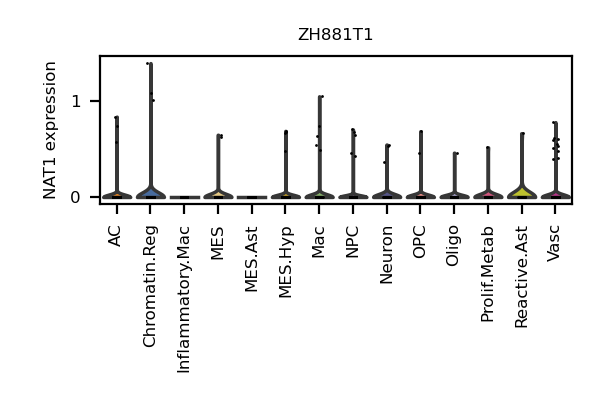 ZH881T1
NAT1 expression
1
0
AC
Chromatin.Reg
Inflammatory.Mac
MES
MES.Ast
MES.Hyp
Mac
NPC
Neuron
OPC
Oligo
Prolif.Metab
Reactive.Ast
Vasc